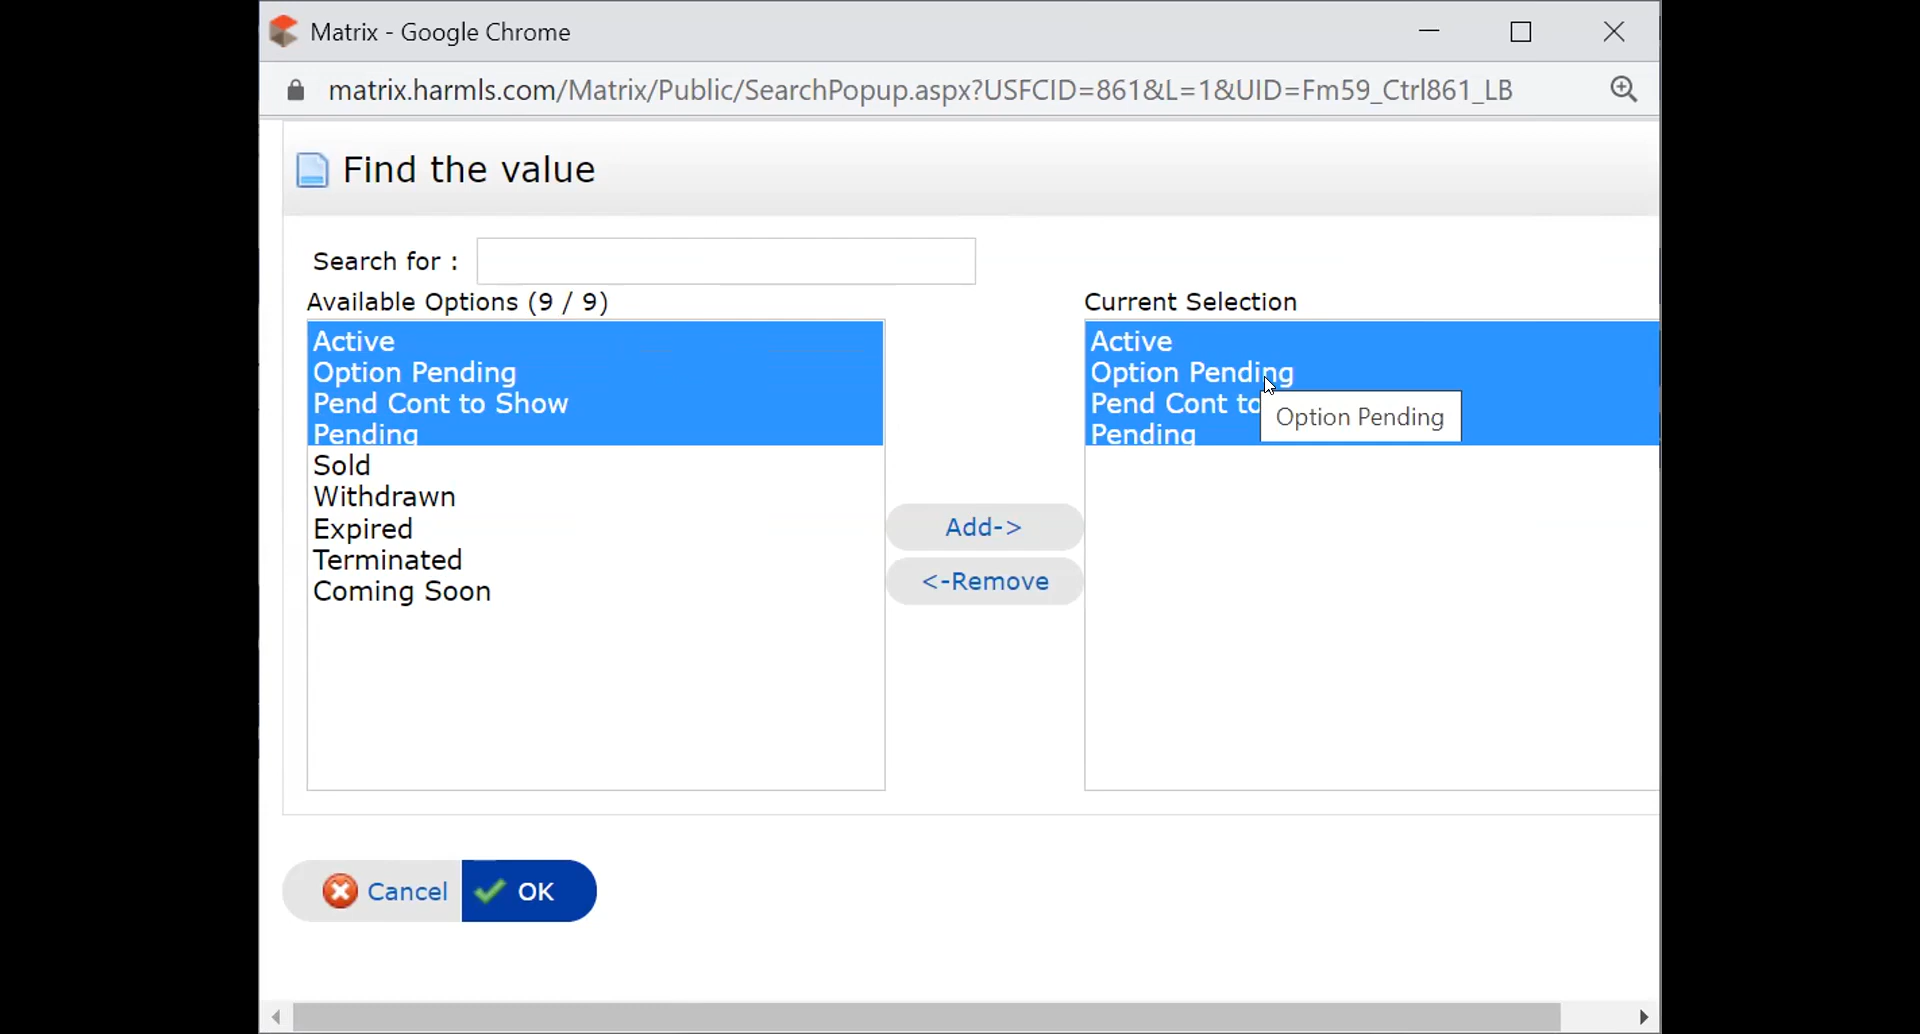 Matrix - Google Chrome
matrix.harmls.com/Matrix/Public/SearchPopup.aspx?USFCID=861&L=1&UID=Fm59_Ctrl861_LB
Find the value
Search for :
Available Options (9 / 9)
Active
Option Pending
Pend Cont to Show
Pending
Sold
Withdrawn
Expired
Terminated
Coming Soon
Add->
<-Remove
Current Selection
Active
Option Pending
Pend Cont to
Pending
Option Pending
Cancel
OK